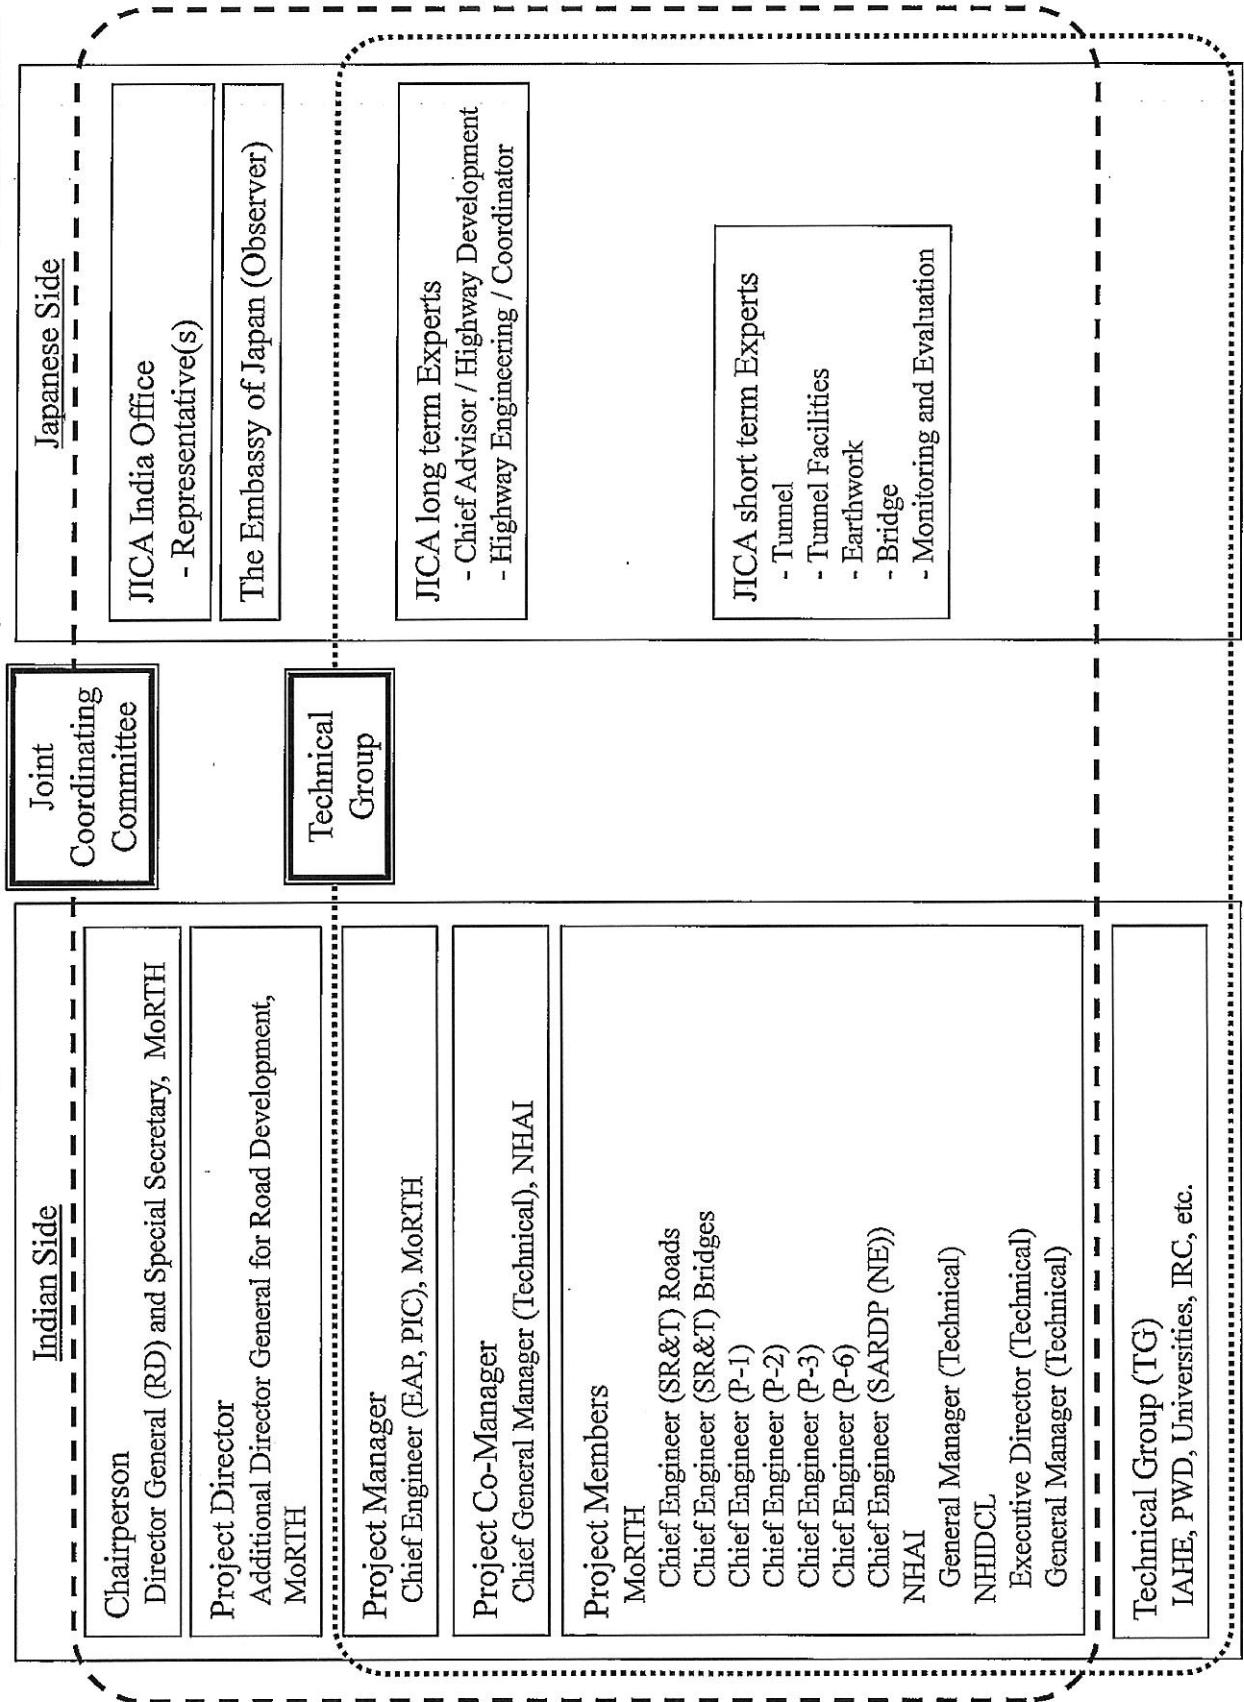 Joint
Coordinating
Committee
Technical
Group
Indian Side
Chairperson
Director General (RD) and Special Secretary, MoRTH
Project Director
Additional Director General for Road Development,
MoRTH
Project Manager
Chief Engineer (EAP, PIC), MoRTH
Project Co-Manager
Chief General Manager (Technical), NHAI
Project Members
MoRTH
Chief Engineer (SR&T) Roads
Chief Engineer (SR&T) Bridges
Chief Engineer (P-1)
Chief Engineer (P-2)
Chief Engineer (P-3)
Chief Engineer (P-6)
Chief Engineer (SARDP (NE))
NHAI
General Manager (Technical)
NHIDCL
Executive Director (Technical)
General Manager (Technical)
Technical Group (TG)
IAHE, PWD, Universities, IRC, etc.
Japanese Side
JICA India Office
- Representative(s)
The Embassy of Japan (Observer)
JICA long term Experts
- Chief Advisor / Highway Development
- Highway Engineering / Coordinator
JICA short term Experts
- Tunnel
- Tunnel Facilities
- Earthwork
- Bridge
- Monitoring and Evaluation